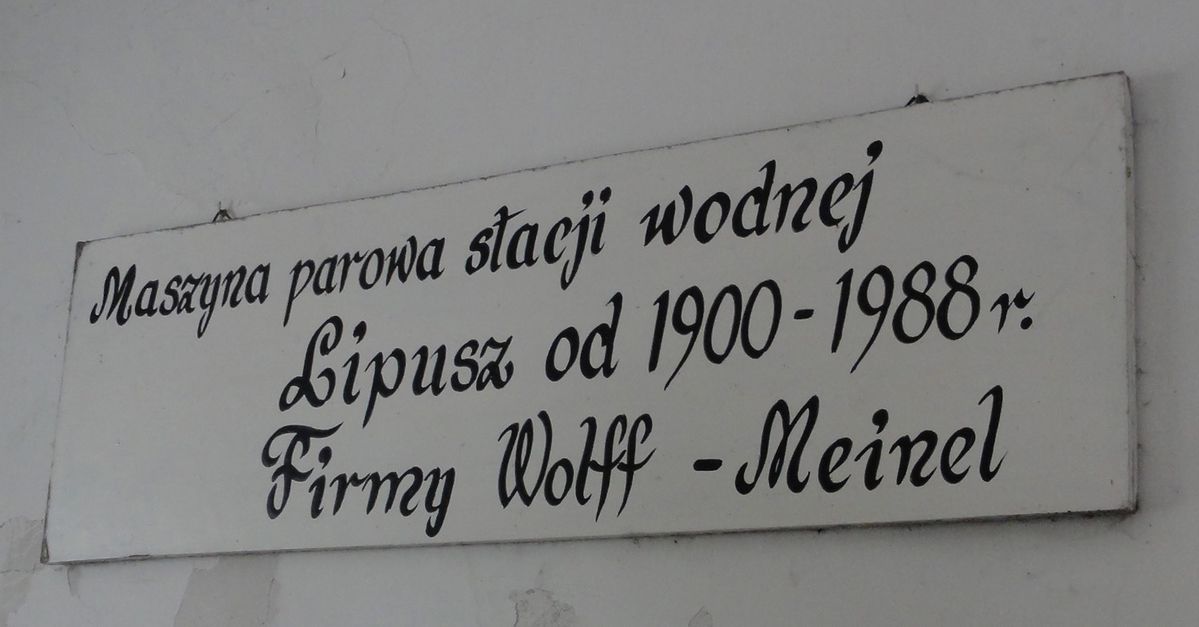 Maszyna parowa stacji wodnej
Lipusz od 1900 - 1988 r.
Firmy Wolff - Meinel